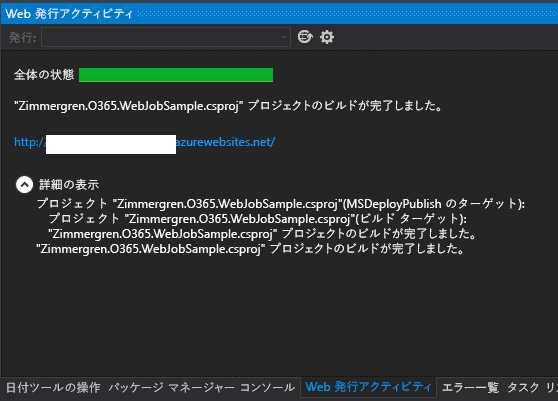 Web 発行アクティビティ
発行:
全体の状態
"Zimmergren.O365.WebJobSample.csproj" プロジェクトのビルドが完了しました。
http:// azurewebsites.net/
詳細の表示
プロジェクト "Zimmergren.O365.WebJobSample.csproj"(MSDeployPublish のターゲット):
プロジェクト "Zimmergren.O365.WebJobSample.csproj"(ビルド ターゲット):
"Zimmergren.O365.WebJobSample.csproj" プロジェクトのビルドが完了しました。
"Zimmergren.O365.WebJobSample.csproj" プロジェクトのビルドが完了しました。
日付ツールの操作 パッケージ マネージャー コンソール Web 発行アクティビティ エラー一覧 タスク リス